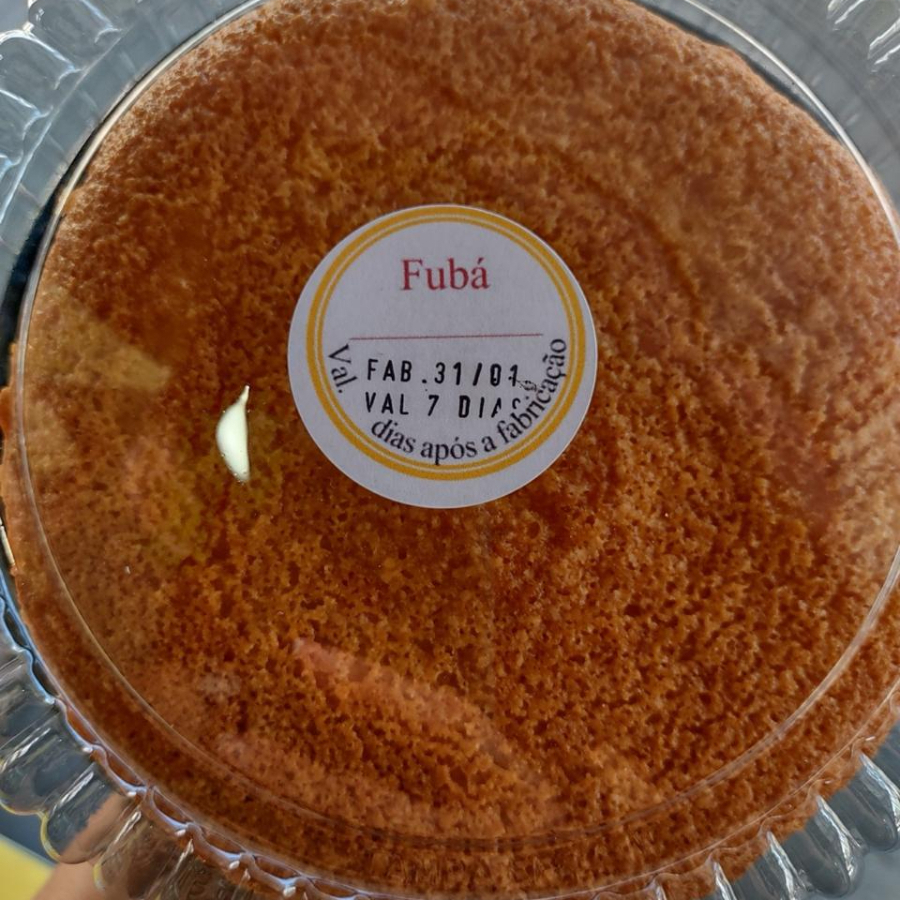 Fubá
FAB.31/01
VAL 7 DIAS
Val. dias após a fabricação